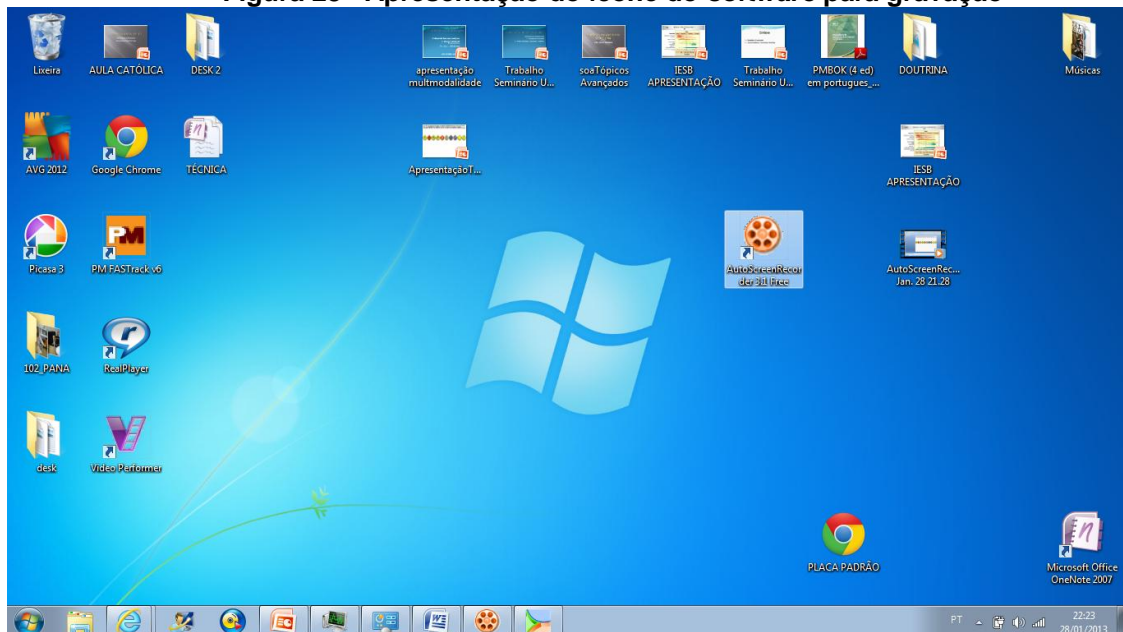 Figura - Apresentação do ícone do software para gravação
Lixeira
AULA CATÓLICA
DESK 2
apresentação
multmodalidade
Trabalho
Seminário U...
soaTópicos
Avançados
IESB
APRESENTAÇÃO
Trabalho
Seminário U...
PMBOK (4 ed)
em portugues_...
DOUTRINA
Músicas
AVG 2012
Google Chrome
TÉCNICA
ApresentaçãoT...
IESB
APRESENTAÇÃO
Picasa 3
PM FASTrack v6
AutoScreenRecor
der 3.1 Free
AutoScreenRec...
Jan. 28 21.28
102_PANA
RealPlayer
desk
Video Performer
PLACA PADRÃO
Microsoft Office
OneNote 2007
PT
22:23
28/01/2013